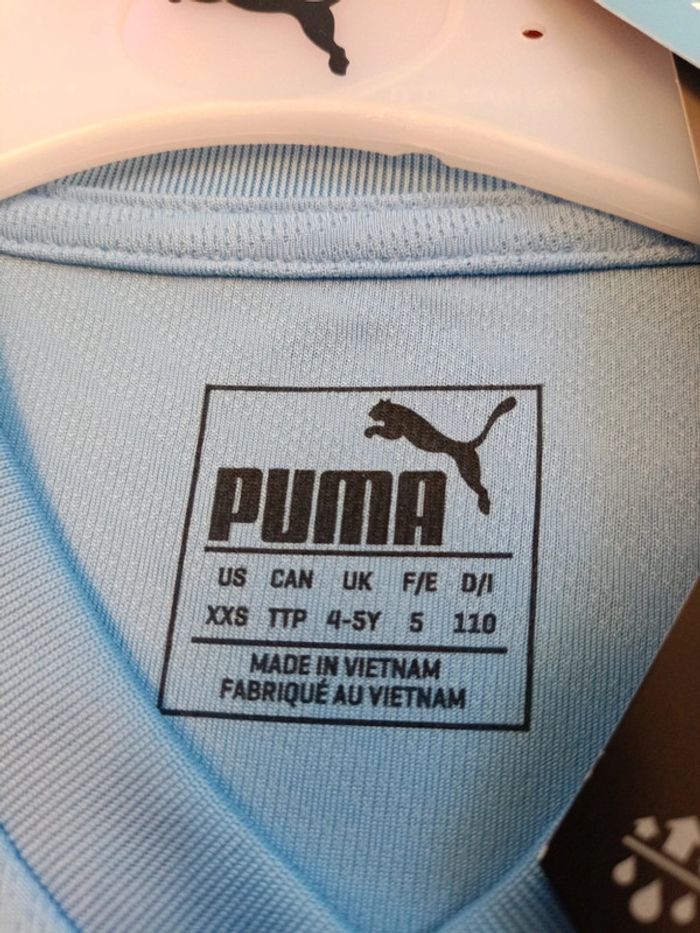 PUMA
US CAN UK F/E D/I
XXS TTP 4-5Y 5 110
MADE IN VIETNAM
FABRIQUÉ AU VIETNAM